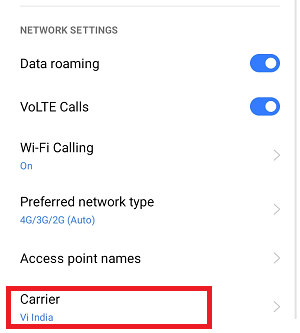 NETWORK SETTINGS
Data roaming
VoLTE Calls
Wi-Fi Calling
On
Preferred network type
4G/3G/2G (Auto)
Access point names
Carrier
Vi India